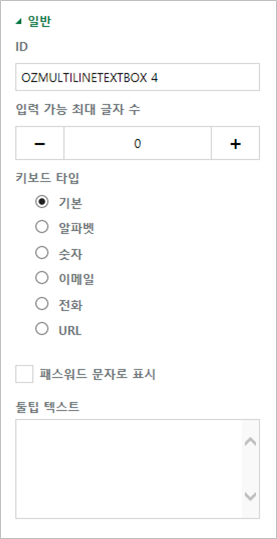 일반
ID
OZMULTILINETEXTBOX 4
입력 가능 최대 글자 수
− 0 +
키보드 타입
기본
알파벳
숫자
이메일
전화
URL
패스워드 문자로 표시
툴팁 텍스트